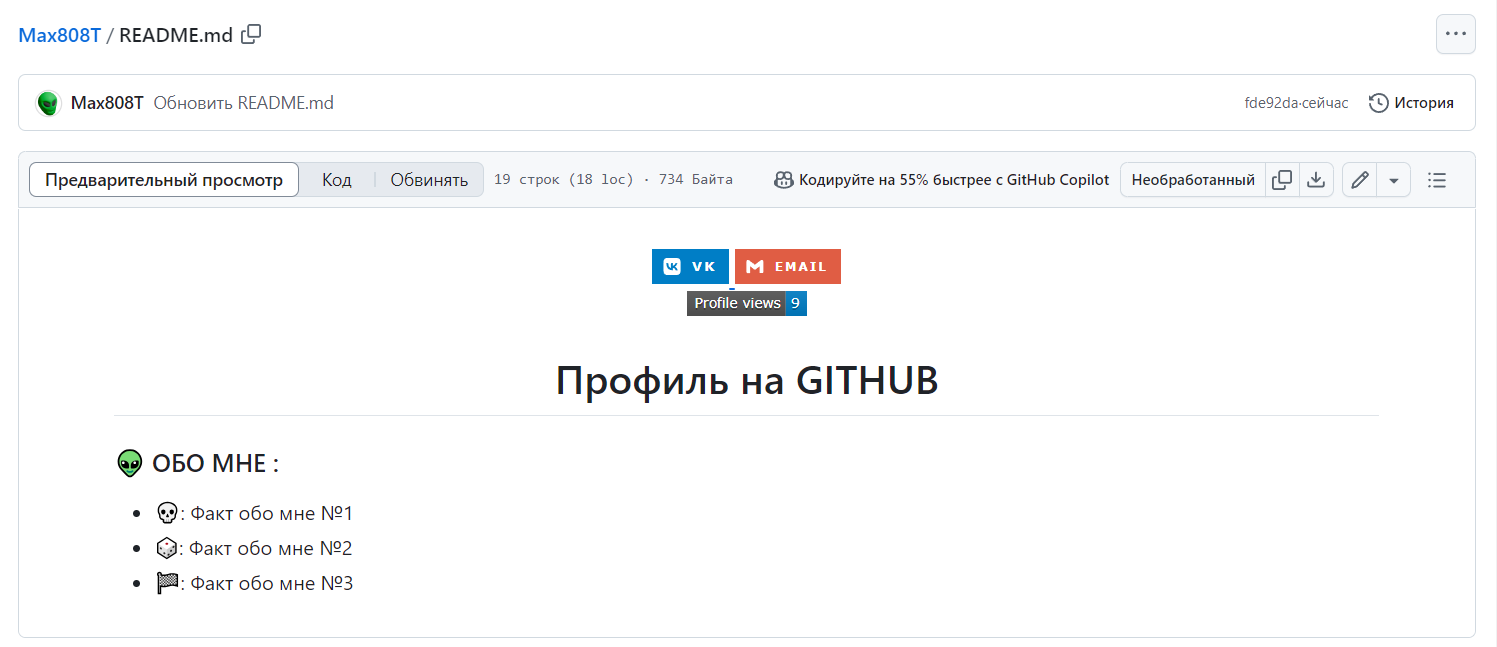 Max808T / README.md
Max808T Обновить README.md fde92da·сейчас История
Предварительный просмотр Код Обвинять 19 строк (18 loc) · 734 Байта Кодируйте на 55% быстрее с GitHub Copilot Необработанный
VK EMAIL
Profile views 9
Профиль на GITHUB
👽 ОБО МНЕ :
💀: Факт обо мне №1
🎲: Факт обо мне №2
🏁: Факт обо мне №3